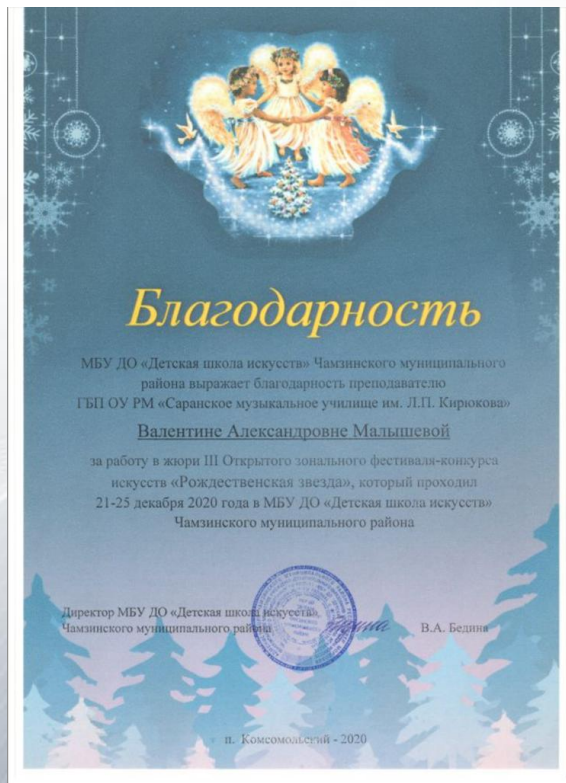 Благодарность
МБУ ДО «Детская школа искусств» Чамзинского муниципального
района выражает благодарность преподавателю
ГБП ОУ РМ «Саранское музыкальное училище им. Л.П. Кирюкова»
Валентине Александровне Малышевой
за работу в жюри III Открытого зонального фестиваля-конкурса
искусств «Рождественская звезда», который проходил
21-25 декабря 2020 года в МБУ ДО «Детская школа искусств»
Чамзинского муниципального района
Директор МБУ ДО «Детская школа искусств»
Чамзинского муниципального района В.А. Бедина
п. Комсомольский - 2020